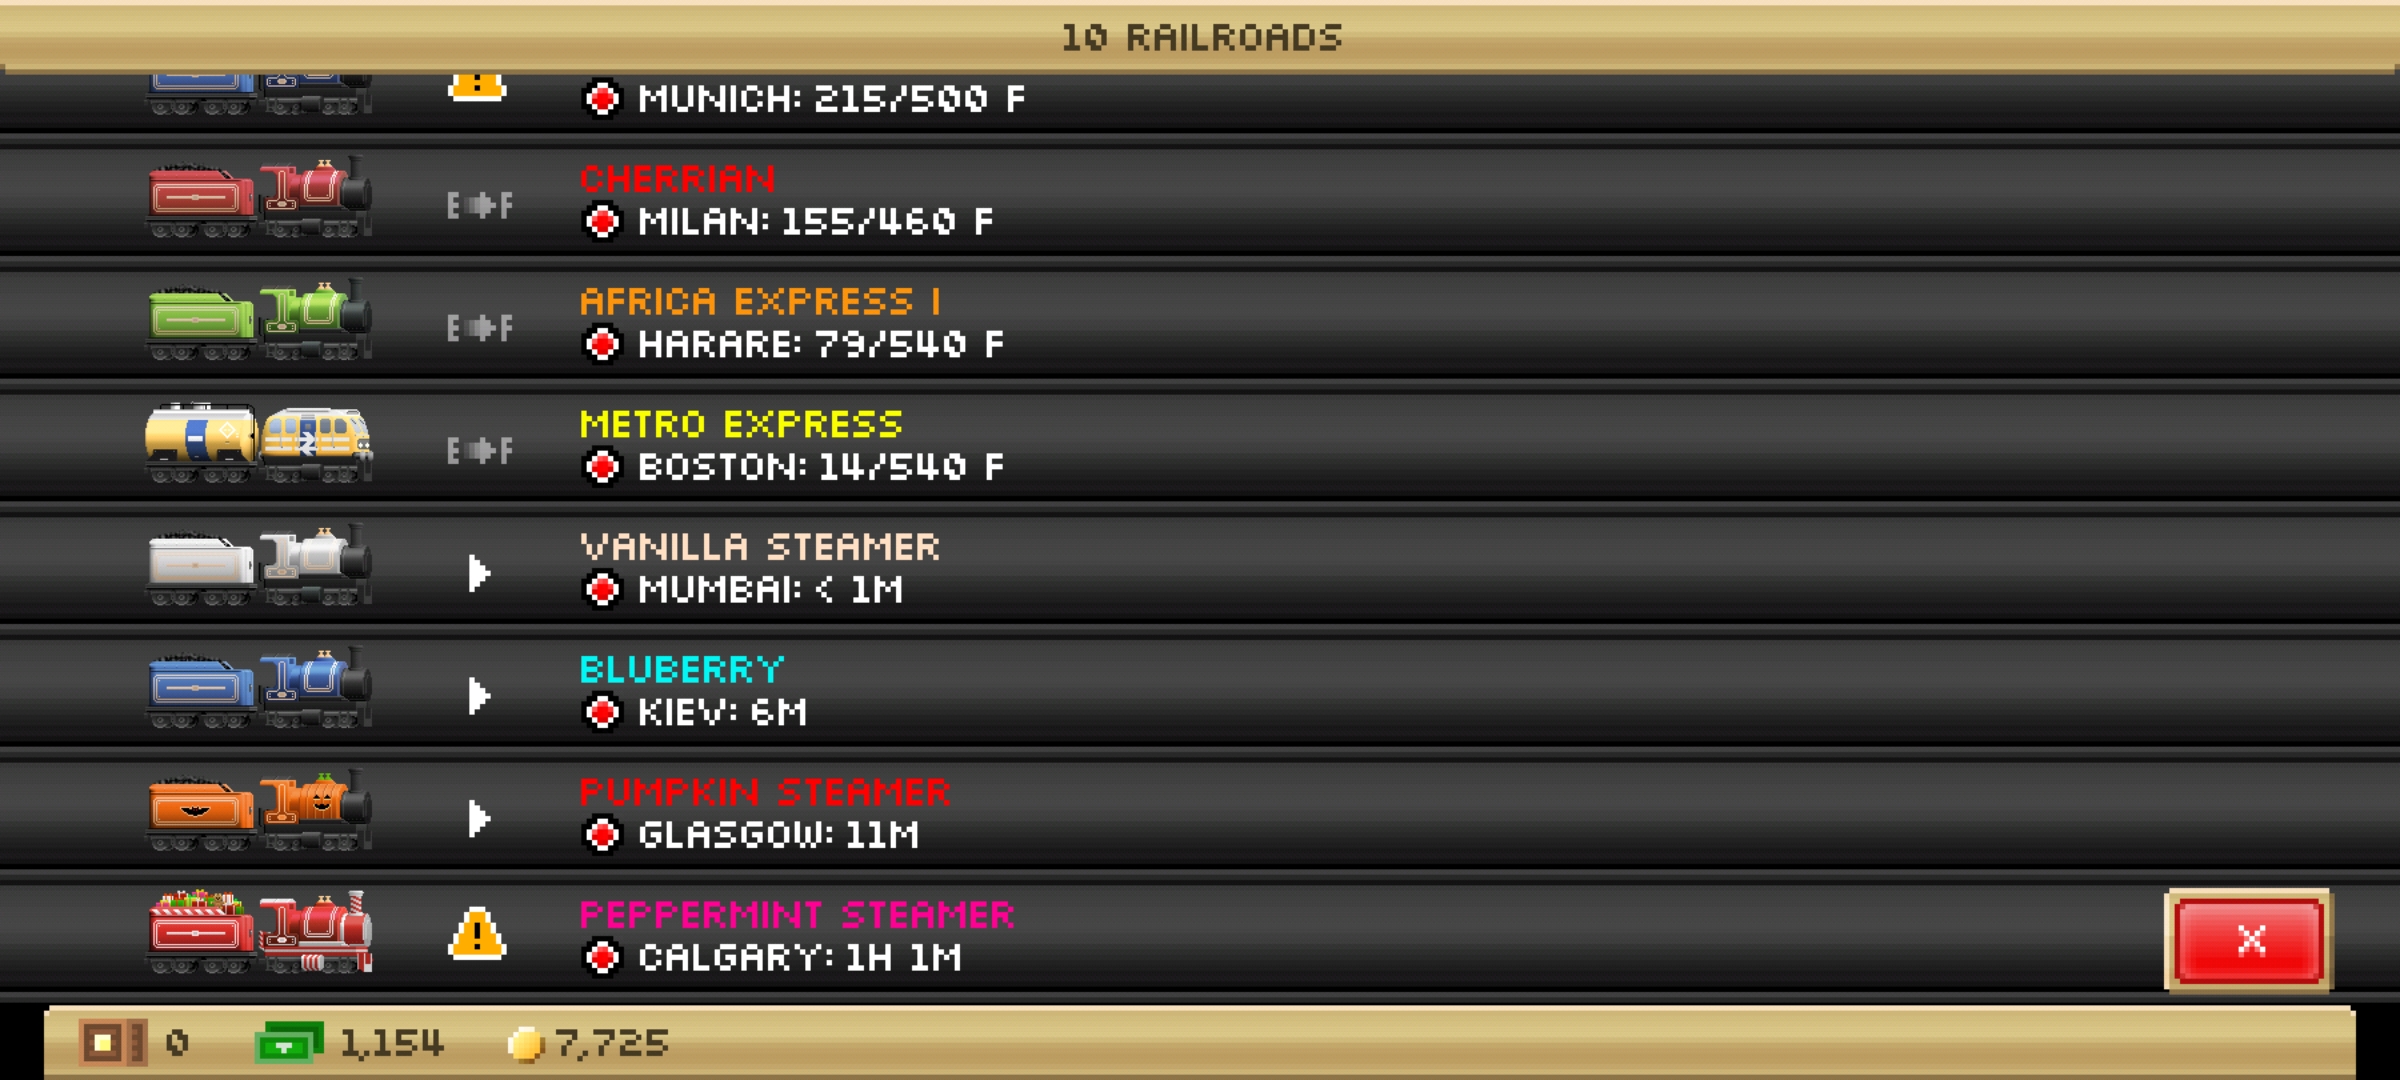 10 RAILROADS
MUNICH: 215/500 F
CHERRIAN
E F
MILAN: 155/460 F
AFRICA EXPRESS I
E F
HARARE: 79/540 F
METRO EXPRESS
E F
BOSTON: 14/540 F
VANILLA STEAMER
MUMBAI: < 1M
BLUBERRY
KIEV: 6M
PUMPKIN STEAMER
GLASGOW: 11M
PEPPERMINT STEAMER
CALGARY: 1H 1M
X
0 1,154 7,725